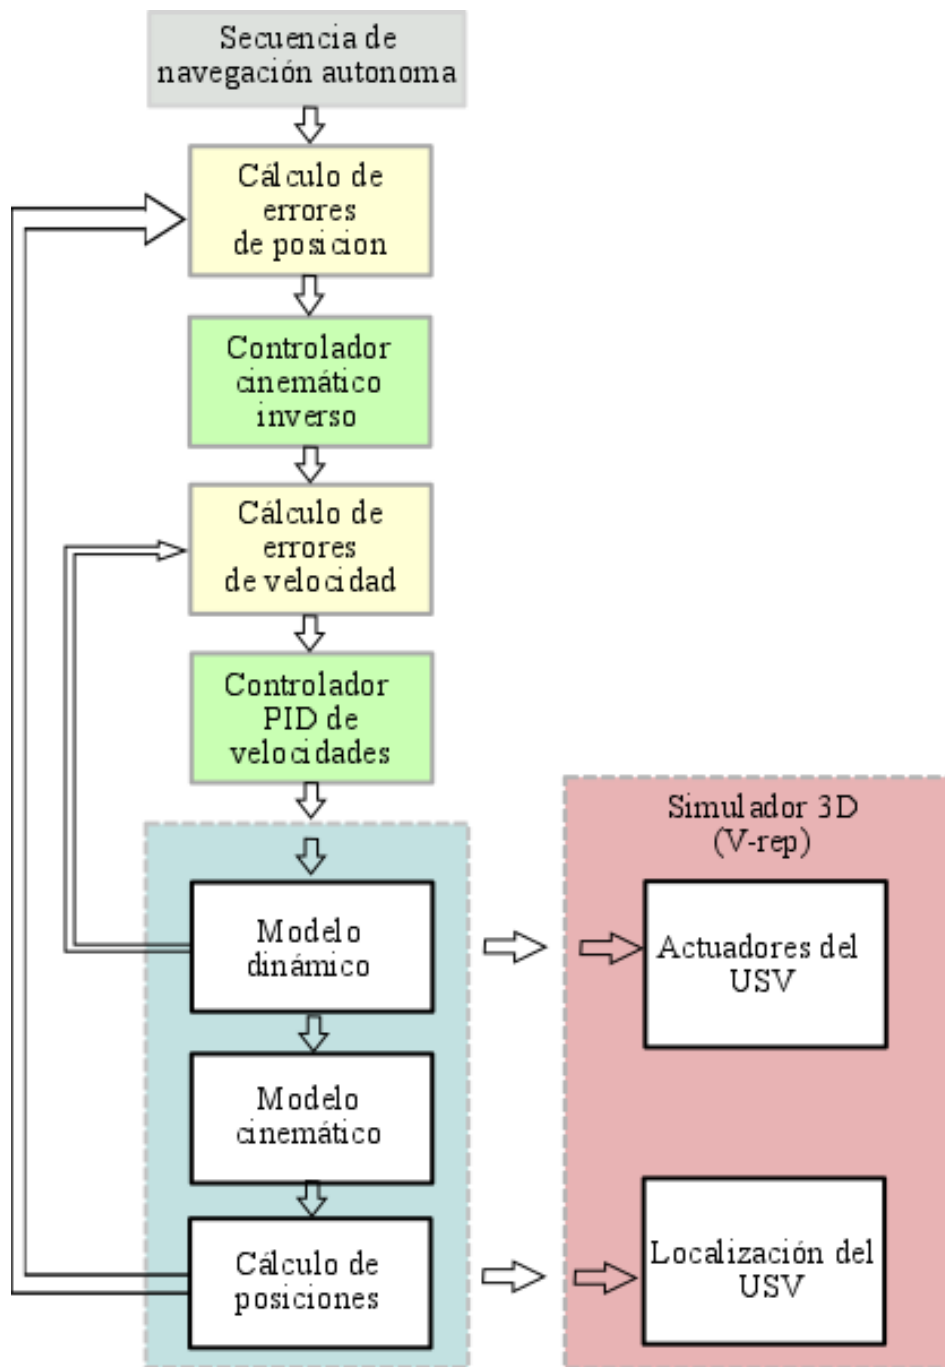 Secuencia de
navegación autonoma
Cálculo de
errores
de posicion
Controlador
cinemático
inverso
Cálculo de
errores
de velocidad
Controlador
PID de
velocidades
Simulador 3D
(V-rep)
Modelo
dinámico
Actuadores del
USV
Modelo
cinemático
Cálculo de
posiciones
Localización del
USV